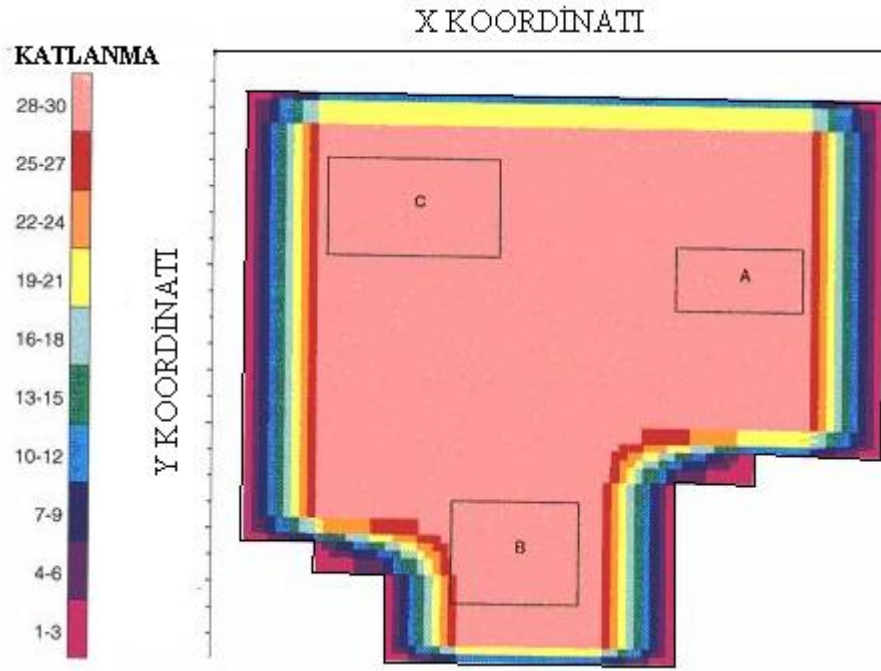 X KOORDİNATI
KATLANMA
28-30
25-27
22-24
19-21
16-18
13-15
10-12
7-9
4-6
1-3
Y KOORDİNATI
C
A
B